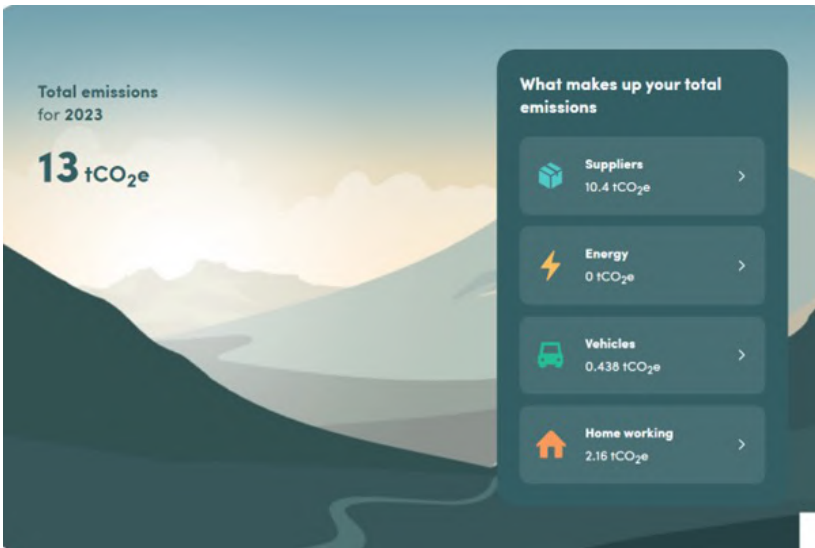 Total emissions
for 2023
13 tCO₂e
What makes up your total
emissions
Suppliers
10.4 tCO₂e
Energy
0 tCO₂e
Vehicles
0.438 tCO₂e
Home working
2.16 tCO₂e